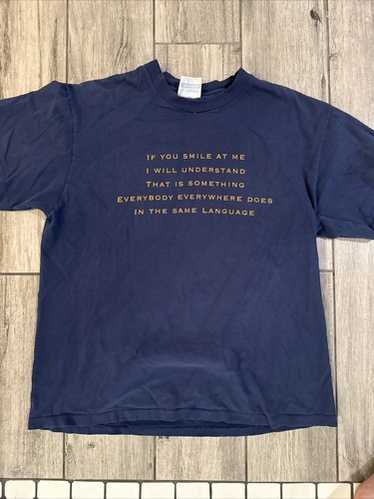 IF YOU SMILE AT ME
I WILL UNDERSTAND
THAT IS SOMETHING
EVERYBODY EVERYWHERE DOES
IN THE SAME LANGUAGE